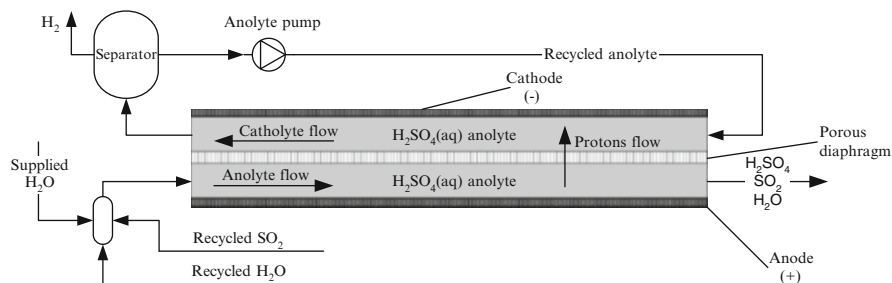 H₂
Anolyte pump
Separator
Recycled anolyte
Cathode
(-)
Catholyte flow
H₂SO₄(aq) anolyte
Protons flow
Porous
diaphragm
Supplied
H₂O
Anolyte flow
H₂SO₄(aq) anolyte
H₂SO₄
SO₂
H₂O
Recycled SO₂
Recycled H₂O
Anode
(+)